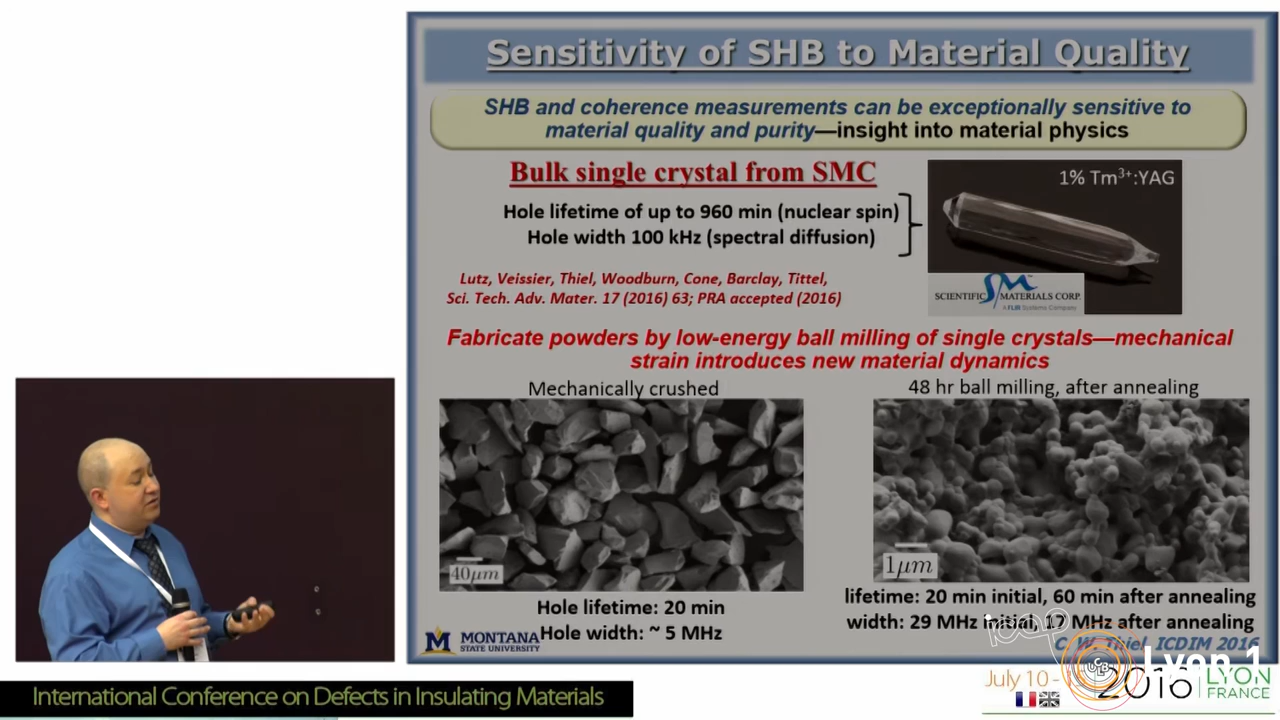 Sensitivity of SHB to Material Quality
SHB and coherence measurements can be exceptionally sensitive to
material quality and purity—insight into material physics
Bulk single crystal from SMC
Hole lifetime of up to 960 min (nuclear spin)
Hole width 100 kHz (spectral diffusion)
1% Tm³⁺:YAG
SCIENTIFIC MATERIALS CORP.
A FLIR Systems Company
Lutz, Veissier, Thiel, Woodburn, Cone, Barclay, Tittel,
Sci. Tech. Adv. Mater. 17 (2016) 63; PRA accepted (2016)
Fabricate powders by low-energy ball milling of single crystals—mechanical
strain introduces new material dynamics
Mechanically crushed
48 hr ball milling, after annealing
40μm
1μm
Hole lifetime: 20 min
Hole width: ~ 5 MHz
lifetime: 20 min initial, 60 min after annealing
width: 29 MHz initial, 17 MHz after annealing
M MONTANA
STATE UNIVERSITY
C.W. Thiel, ICDIM 2016
Lyon 1
UCBL
July 10 -
2016
LYON
FRANCE
International Conference on Defects in Insulating Materials